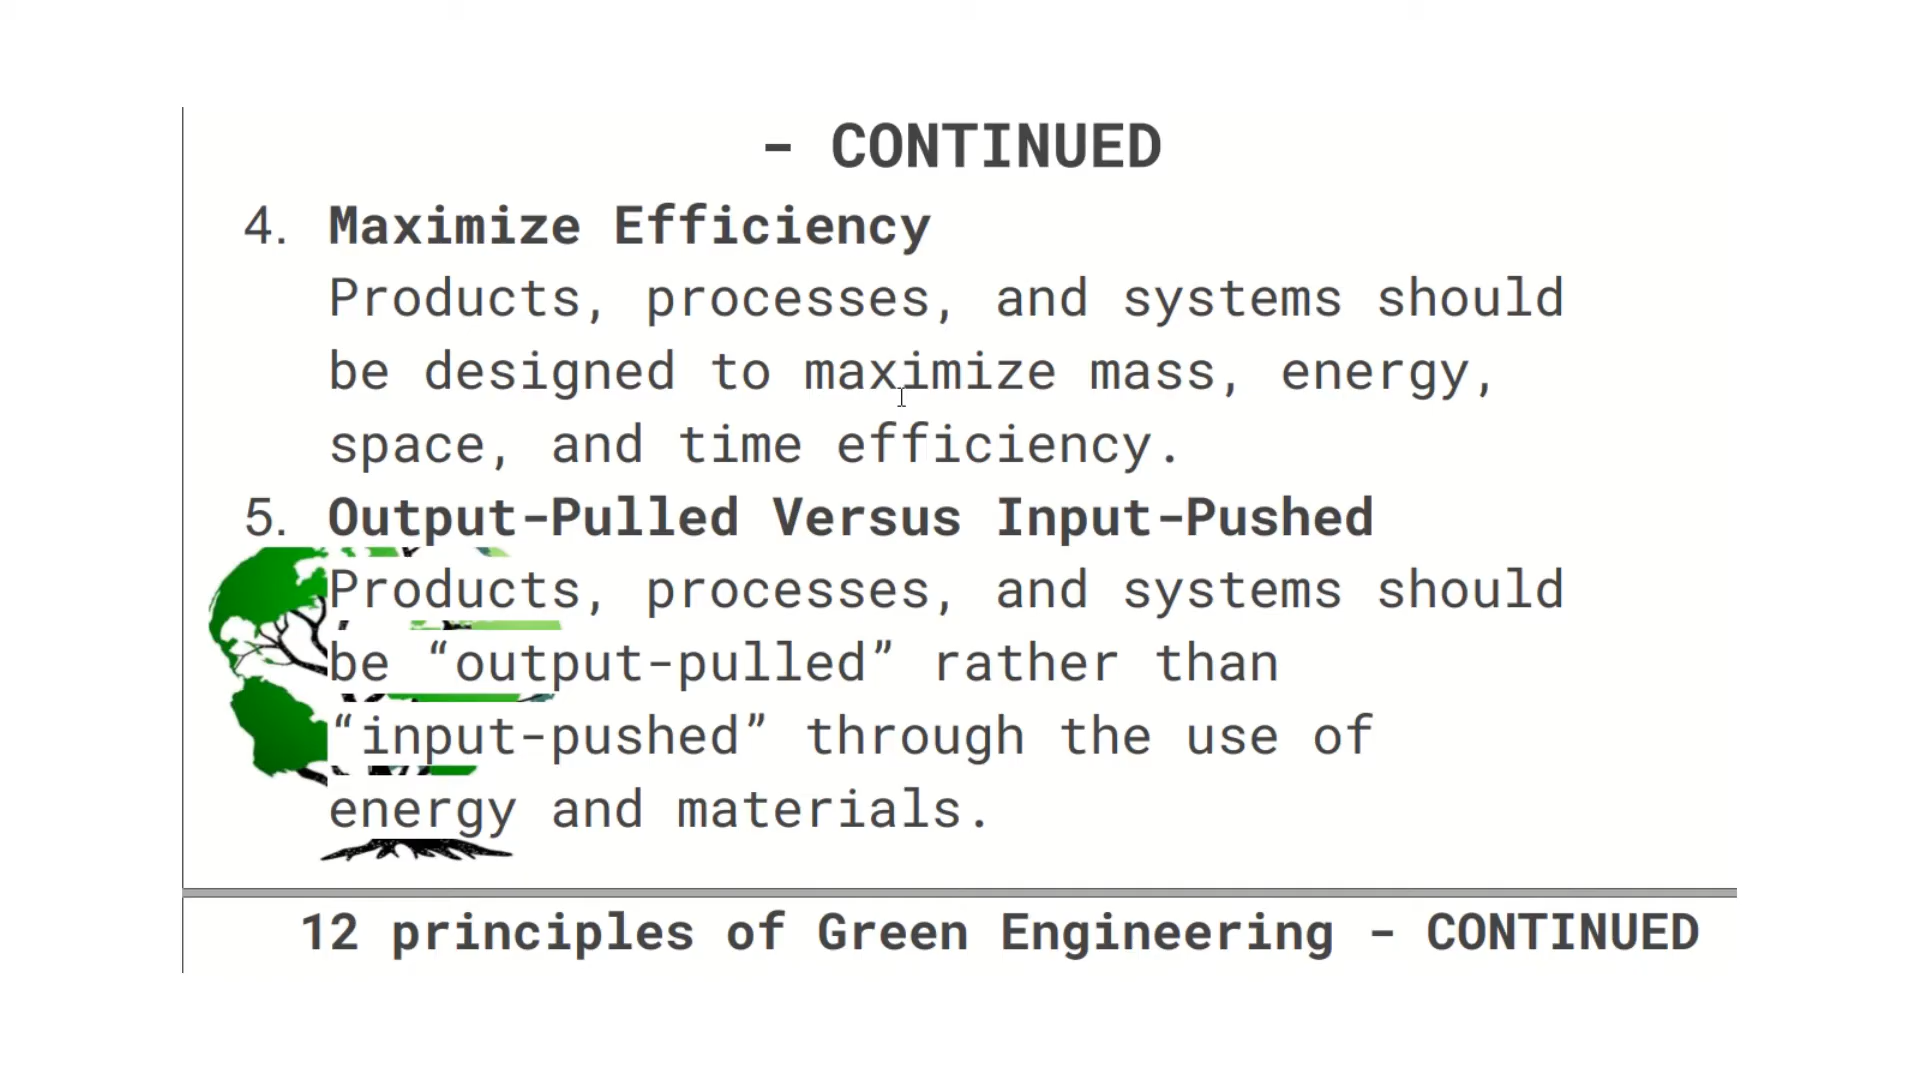 - CONTINUED
4. Maximize Efficiency
Products, processes, and systems should
be designed to maximize mass, energy,
space, and time efficiency.
5. Output-Pulled Versus Input-Pushed
Products, processes, and systems should
be “output-pulled” rather than
“input-pushed” through the use of
energy and materials.
12 principles of Green Engineering - CONTINUED